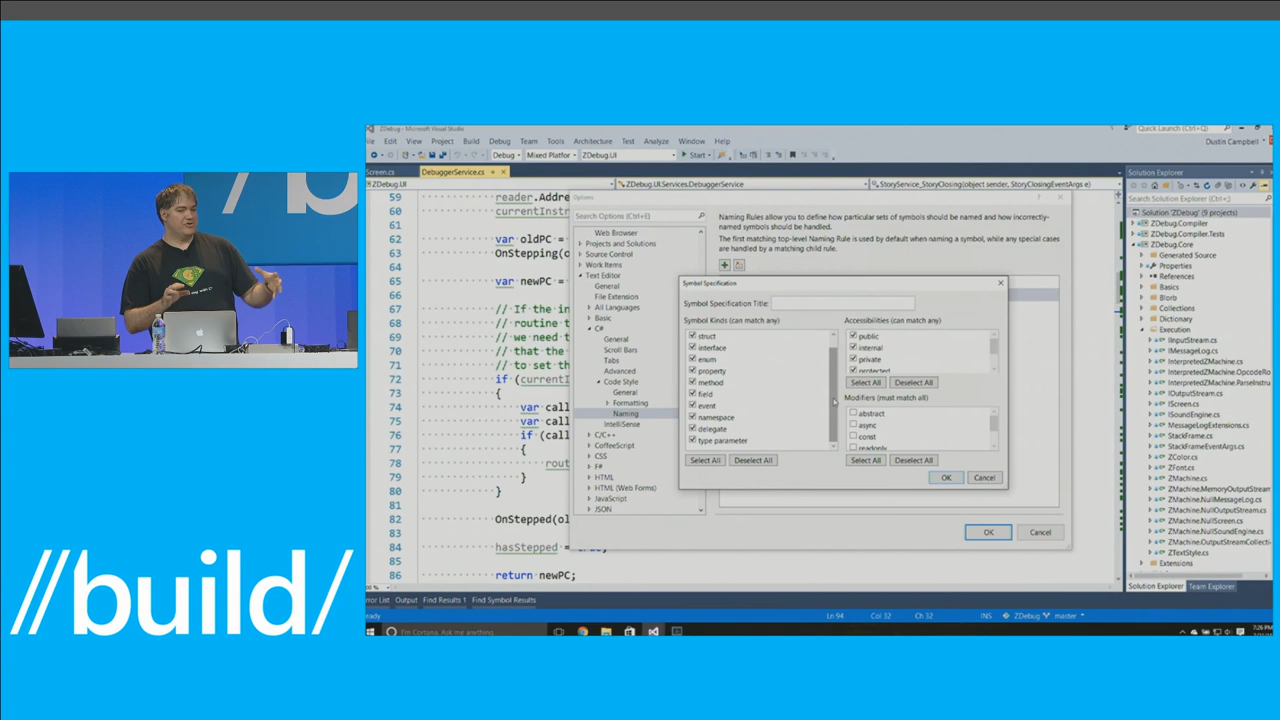 //build/
ZDebug - Microsoft Visual Studio
Quick Launch (Ctrl+Q)
Edit View Project Build Debug Team Tools Architecture Test Analyze Window Help
Dustin Campbell
Debug Mixed Platfor ZDebug.UI Start
Screen.cs DebuggerService.cs
ZDebug.UI ZDebug.UI.Services.DebuggerService StoryService_StoryClosing(object sender, StoryClosingEventArgs e)
59 reader.Addre
60 currentInstr
61
62 var oldPC =
63 OnStepping(o
64
65 var newPC =
66
67 // If the in
68 // routine t
69 // we need t
70 // that the
71 // to set th
72 if (currentI
73 {
74 var call
75 var call
76 if (call
77 {
78 rout
79 }
80 }
81
82 OnStepped(ol
83
84 hasStepped = true;
85
86 return newPC;
Options
Search Options (Ctrl+E)
Web Browser
Projects and Solutions
Source Control
Work Items
Text Editor
General
File Extension
All Languages
Basic
C#
General
Scroll Bars
Tabs
Advanced
Code Style
General
Formatting
Naming
IntelliSense
C/C++
CoffeeScript
CSS
F#
HTML
HTML (Web Forms)
JavaScript
JSON
Naming Rules allow you to define how particular sets of symbols should be named and how incorrectly-
named symbols should be handled.
The first matching top-level Naming Rule is used by default when naming a symbol, while any special cases
are handled by a matching child rule.
Symbol Specification
Symbol Specification Title:
Symbol Kinds (can match any)
struct
interface
enum
property
method
field
event
namespace
delegate
type parameter
Select All Deselect All
Accessibilities (can match any)
public
internal
private
protected
Select All Deselect All
Modifiers (must match all)
abstract
async
const
readonly
Select All Deselect All
OK Cancel
OK Cancel
Solution Explorer
Search Solution Explorer (Ctrl+;)
Solution 'ZDebug' (9 projects)
ZDebug.Compiler
ZDebug.Compiler.Tests
ZDebug.Core
Generated Source
Properties
References
Basics
Blorb
Collections
Dictionary
Execution
IInputStream.cs
IMessageLog.cs
InterpretedZMachine.cs
InterpretedZMachine.OpcodeRo
InterpretedZMachine.ParseInstru
IOutputStream.cs
IScreen.cs
ISoundEngine.cs
MessageLogExtensions.cs
StackFrame.cs
StackFrameEventArgs.cs
ZColor.cs
ZFont.cs
ZMachine.cs
ZMachine.MemoryOutputStream
ZMachine.NullMessageLog.cs
ZMachine.NullOutputStream.cs
ZMachine.NullScreen.cs
ZMachine.NullSoundEngine.cs
ZMachine.OutputStreamCollecti
ZTextStyle.cs
Extensions
Solution Explorer Team Explorer
Output Find Results 1 Find Symbol Results
Ln 94 Col 32 Ch 32 INS ZDebug master
I'm Cortana. Ask me anything
7:26 PM